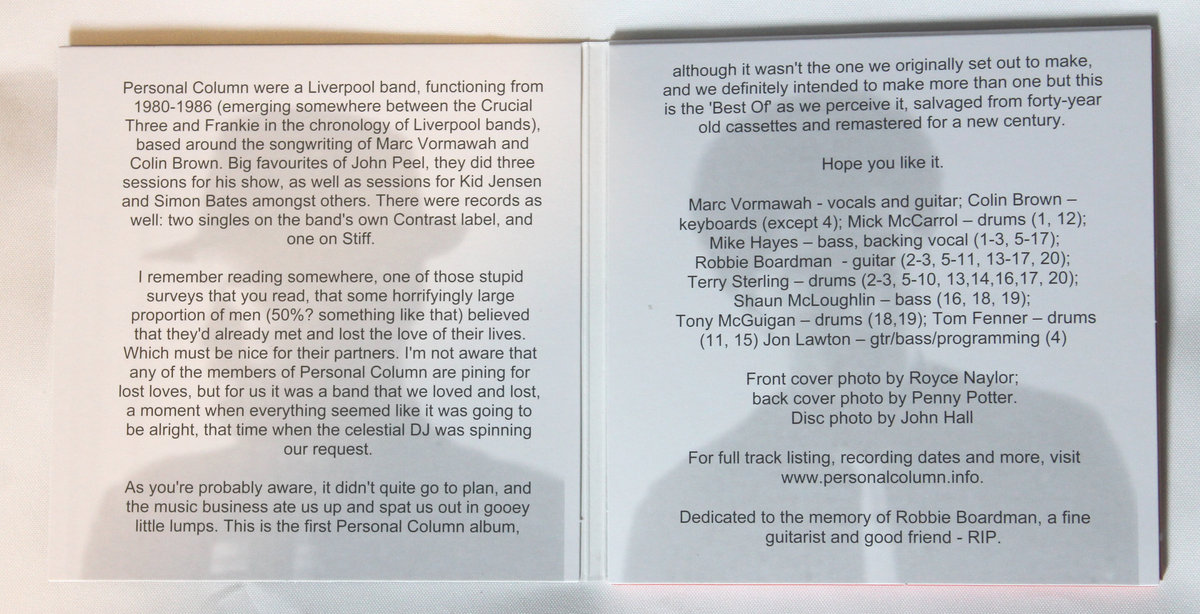 Personal Column were a Liverpool band, functioning from
1980-1986 (emerging somewhere between the Crucial
Three and Frankie in the chronology of Liverpool bands),
based around the songwriting of Marc Vormawah and
Colin Brown. Big favourites of John Peel, they did three
sessions for his show, as well as sessions for Kid Jensen
and Simon Bates amongst others. There were records as
well: two singles on the band's own Contrast label, and
one on Stiff.
I remember reading somewhere, one of those stupid
surveys that you read, that some horrifyingly large
proportion of men (50%? something like that) believed
that they'd already met and lost the love of their lives.
Which must be nice for their partners. I'm not aware that
any of the members of Personal Column are pining for
lost loves, but for us it was a band that we loved and lost,
a moment when everything seemed like it was going to
be alright, that time when the celestial DJ was spinning
our request.
As you're probably aware, it didn't quite go to plan, and
the music business ate us up and spat us out in gooey
little lumps. This is the first Personal Column album,
although it wasn't the one we originally set out to make,
and we definitely intended to make more than one but this
is the 'Best Of' as we perceive it, salvaged from forty-year
old cassettes and remastered for a new century.
Hope you like it.
Marc Vormawah - vocals and guitar; Colin Brown –
keyboards (except 4); Mick McCarrol – drums (1, 12);
Mike Hayes – bass, backing vocal (1-3, 5-17);
Robbie Boardman - guitar (2-3, 5-11, 13-17, 20);
Terry Sterling – drums (2-3, 5-10, 13,14,16,17, 20);
Shaun McLoughlin – bass (16, 18, 19);
Tony McGuigan – drums (18,19); Tom Fenner – drums
(11, 15) Jon Lawton – gtr/bass/programming (4)
Front cover photo by Royce Naylor;
back cover photo by Penny Potter.
Disc photo by John Hall
For full track listing, recording dates and more, visit
www.personalcolumn.info.
Dedicated to the memory of Robbie Boardman, a fine
guitarist and good friend - RIP.